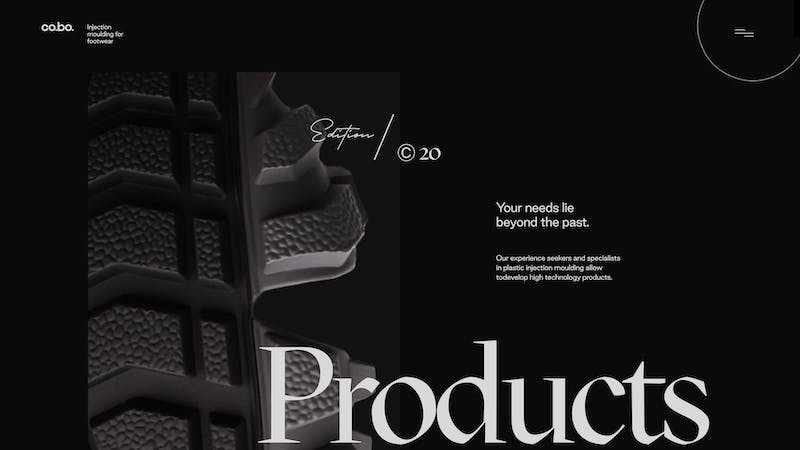 co.bo.
Injection
moulding for
footwear
Edition /
© 20
Your needs lie
beyond the past.
Our experience seekers and specialists
in plastic injection moulding allow
todevelop high technology products.
Products